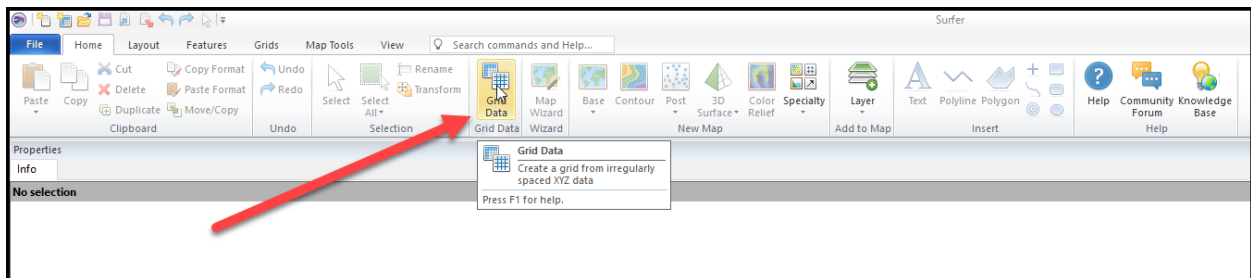 Surfer
File Home Layout Features Grids Map Tools View Search commands and Help...
Cut Copy Format Undo Rename
Delete Paste Format Redo Transform
Paste Copy Duplicate Move/Copy Select Select All Grid Data Map Wizard Base Contour Post 3D Surface Color Relief Specialty Layer Text Polyline Polygon Help Community Forum Knowledge Base
Clipboard Undo Selection Grid Data Wizard New Map Add to Map Insert Help
Properties
Info
No selection
Grid Data
Create a grid from irregularly
spaced XYZ data
Press F1 for help.